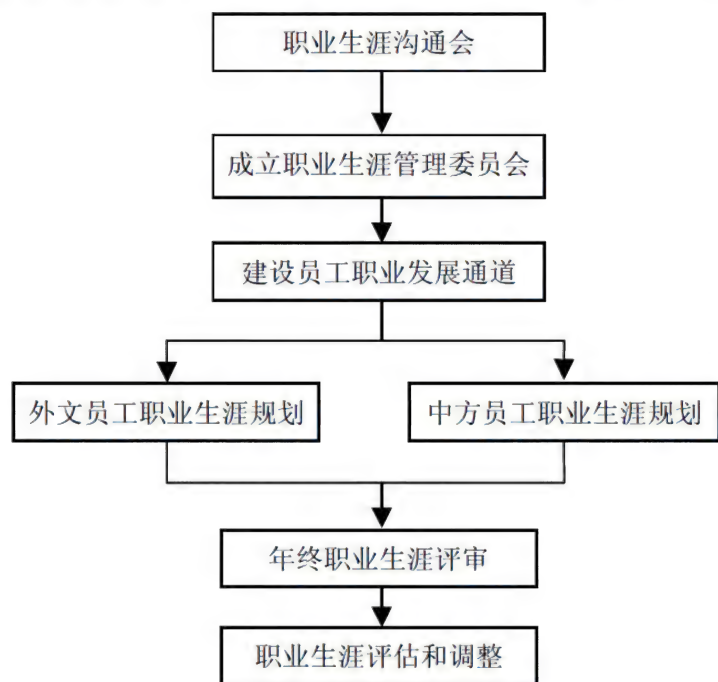 职业生涯沟通会
成立职业生涯管理委员会
建设员工职业发展通道
外文员工职业生涯规划
中方员工职业生涯规划
年终职业生涯评审
职业生涯评估和调整